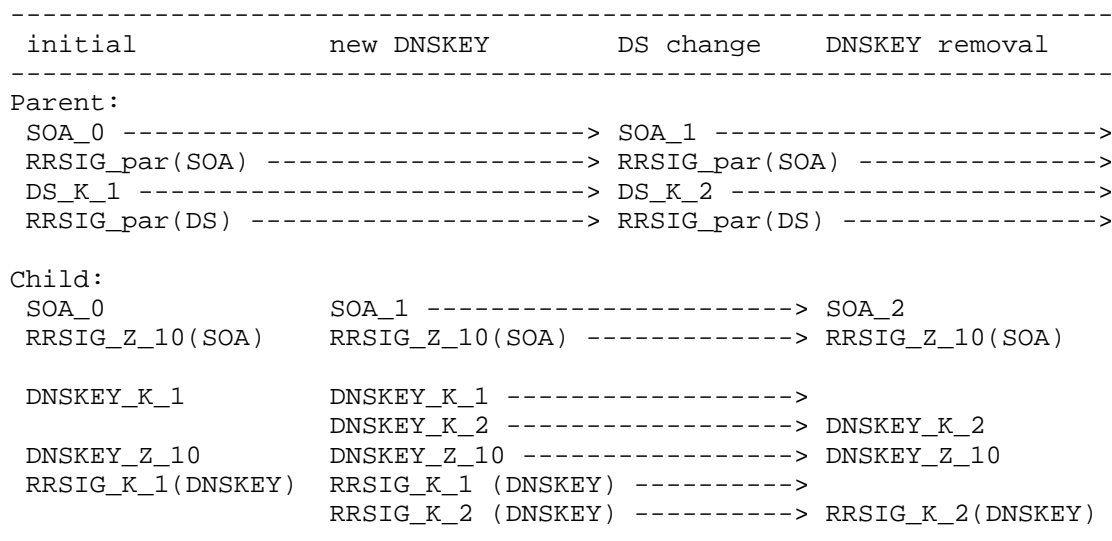 ---------------------------------------------------------------------
 initial            new DNSKEY        DS change    DNSKEY removal
---------------------------------------------------------------------
Parent:
 SOA_0 -----------------------------> SOA_1 ------------------------>
 RRSIG_par(SOA) --------------------> RRSIG_par(SOA) --------------->
 DS_K_1 ----------------------------> DS_K_2 ----------------------->
 RRSIG_par(DS) ---------------------> RRSIG_par(DS) ---------------->

Child:
 SOA_0              SOA_1 -----------------------> SOA_2
 RRSIG_Z_10(SOA)    RRSIG_Z_10(SOA) -------------> RRSIG_Z_10(SOA)

 DNSKEY_K_1         DNSKEY_K_1 ------------------>
                    DNSKEY_K_2 ------------------> DNSKEY_K_2
 DNSKEY_Z_10        DNSKEY_Z_10 -----------------> DNSKEY_Z_10
 RRSIG_K_1(DNSKEY)  RRSIG_K_1 (DNSKEY) ---------->
                    RRSIG_K_2 (DNSKEY) ----------> RRSIG_K_2(DNSKEY)